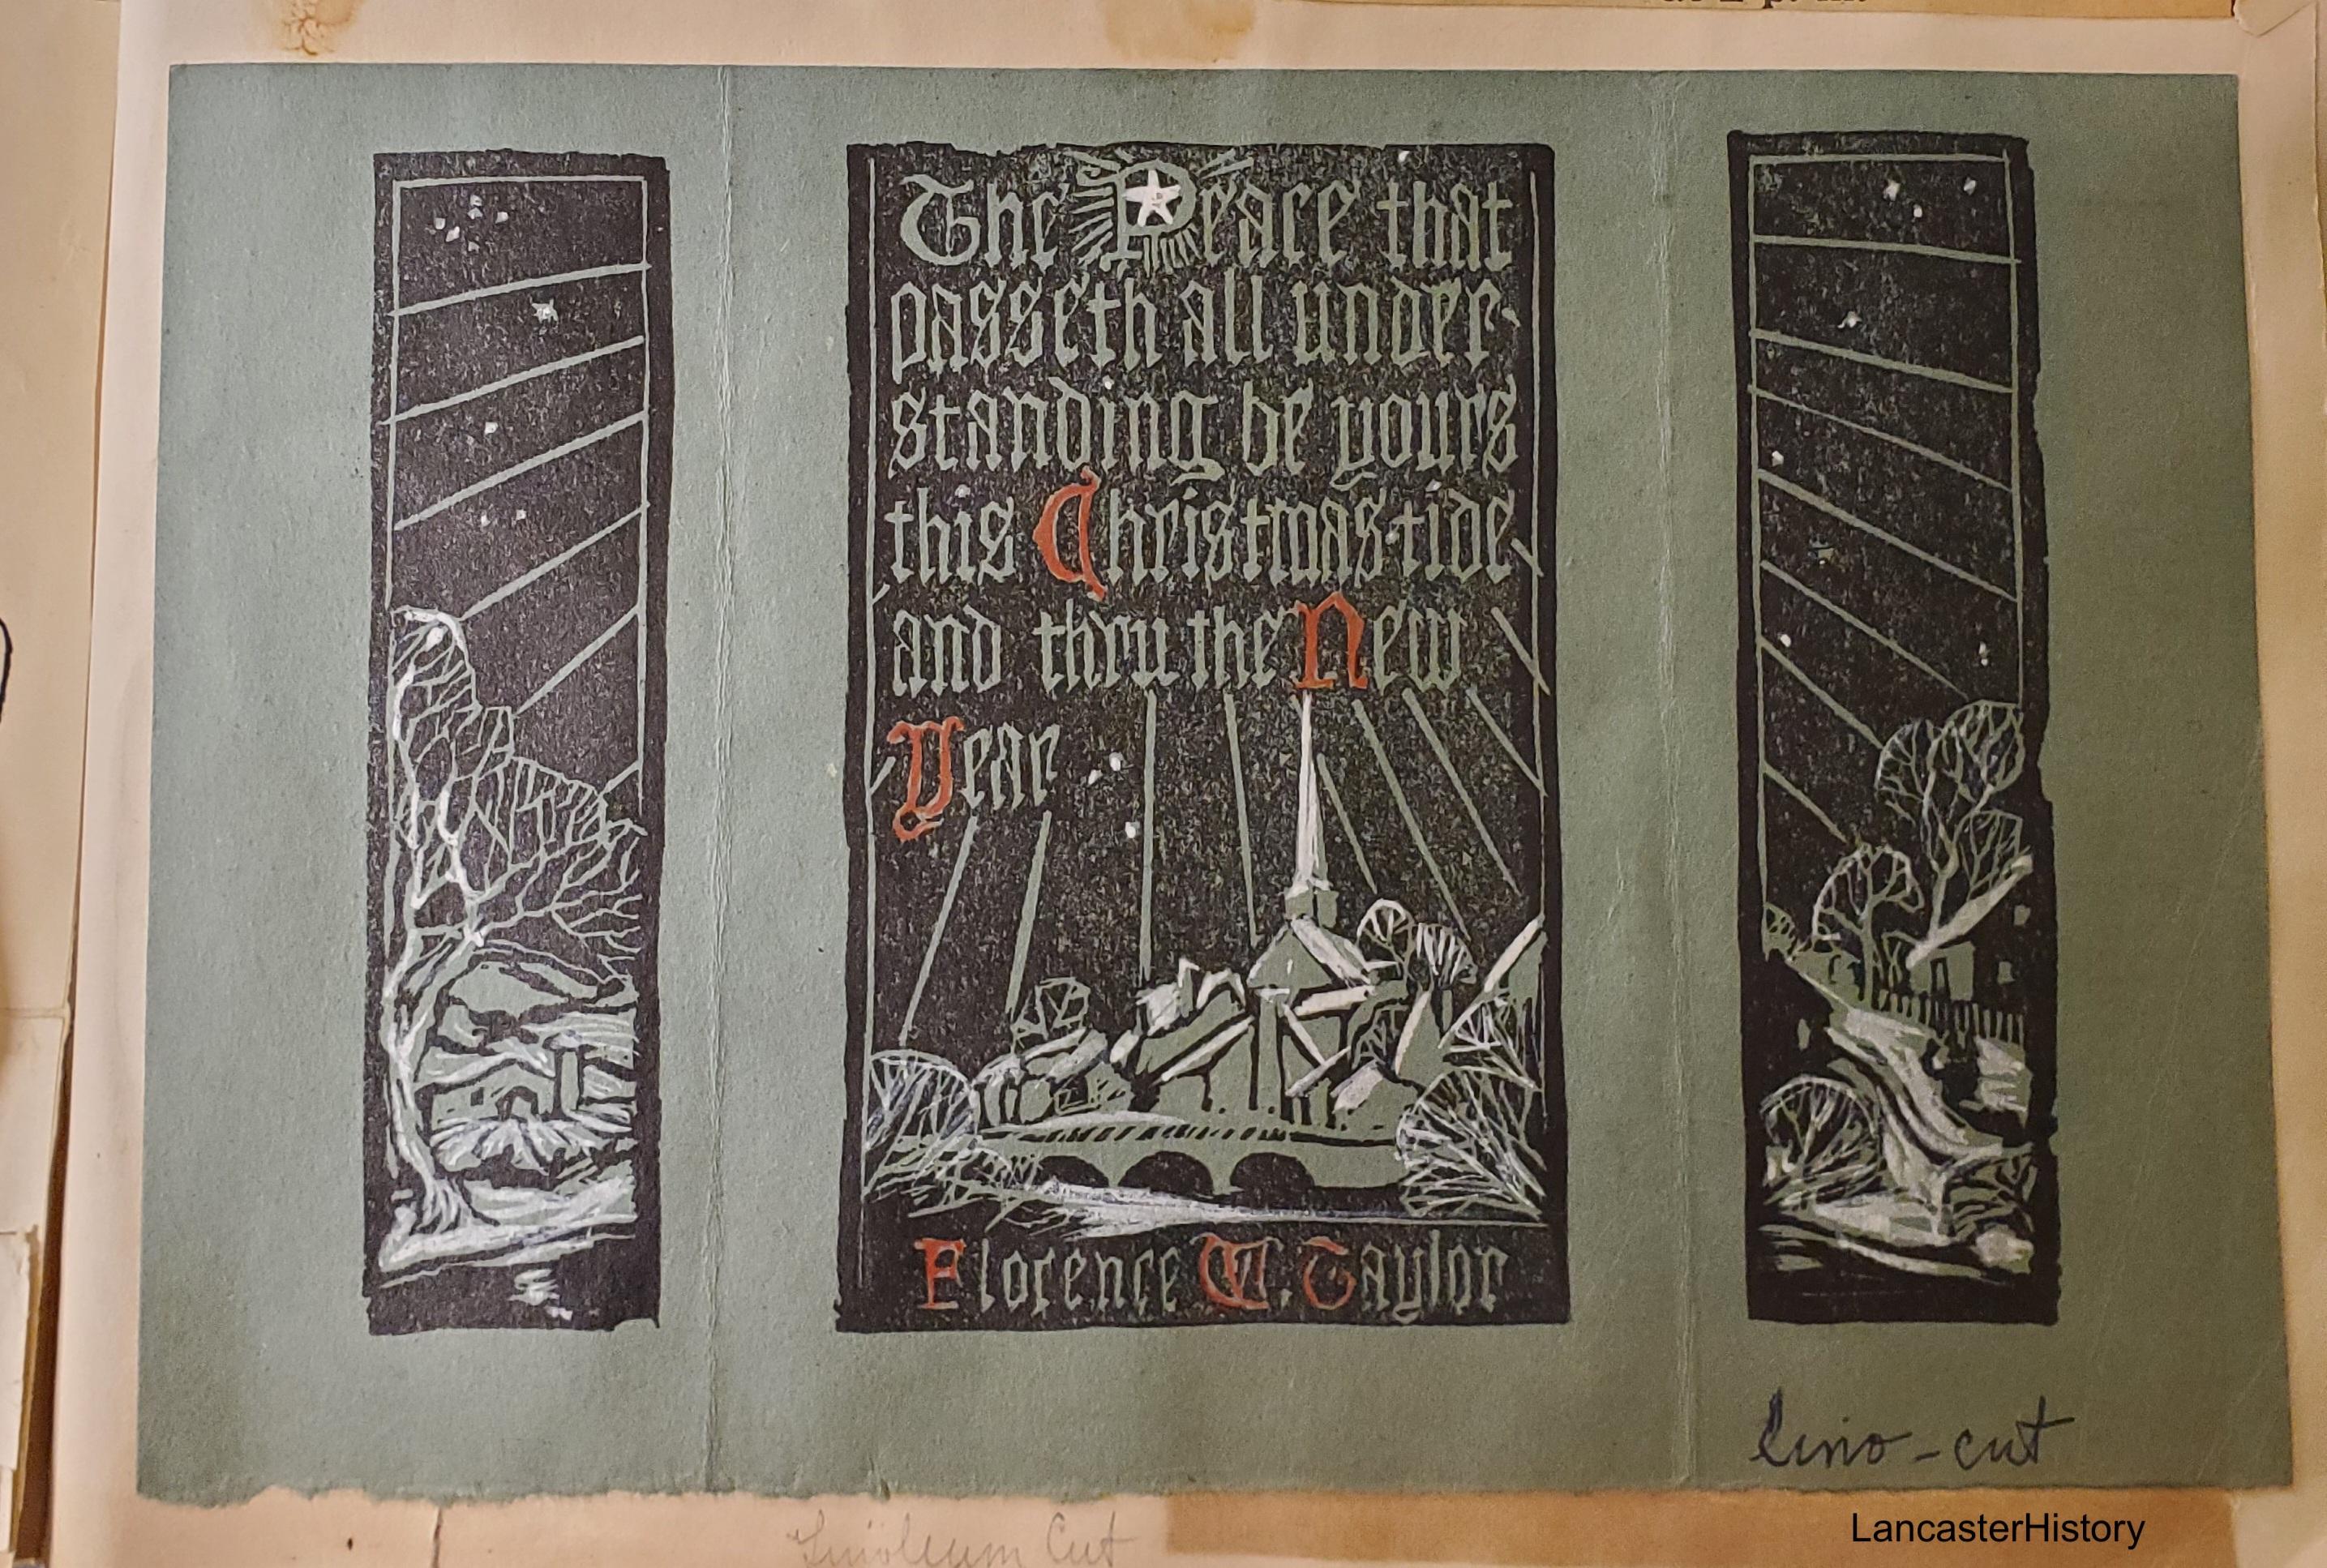 The Peace that
passeth all under-
standing be yours
this Christmas-tide
and thru the New
Year
Florence W. Taylor
lino-cut
Linoleum Cut
LancasterHistory